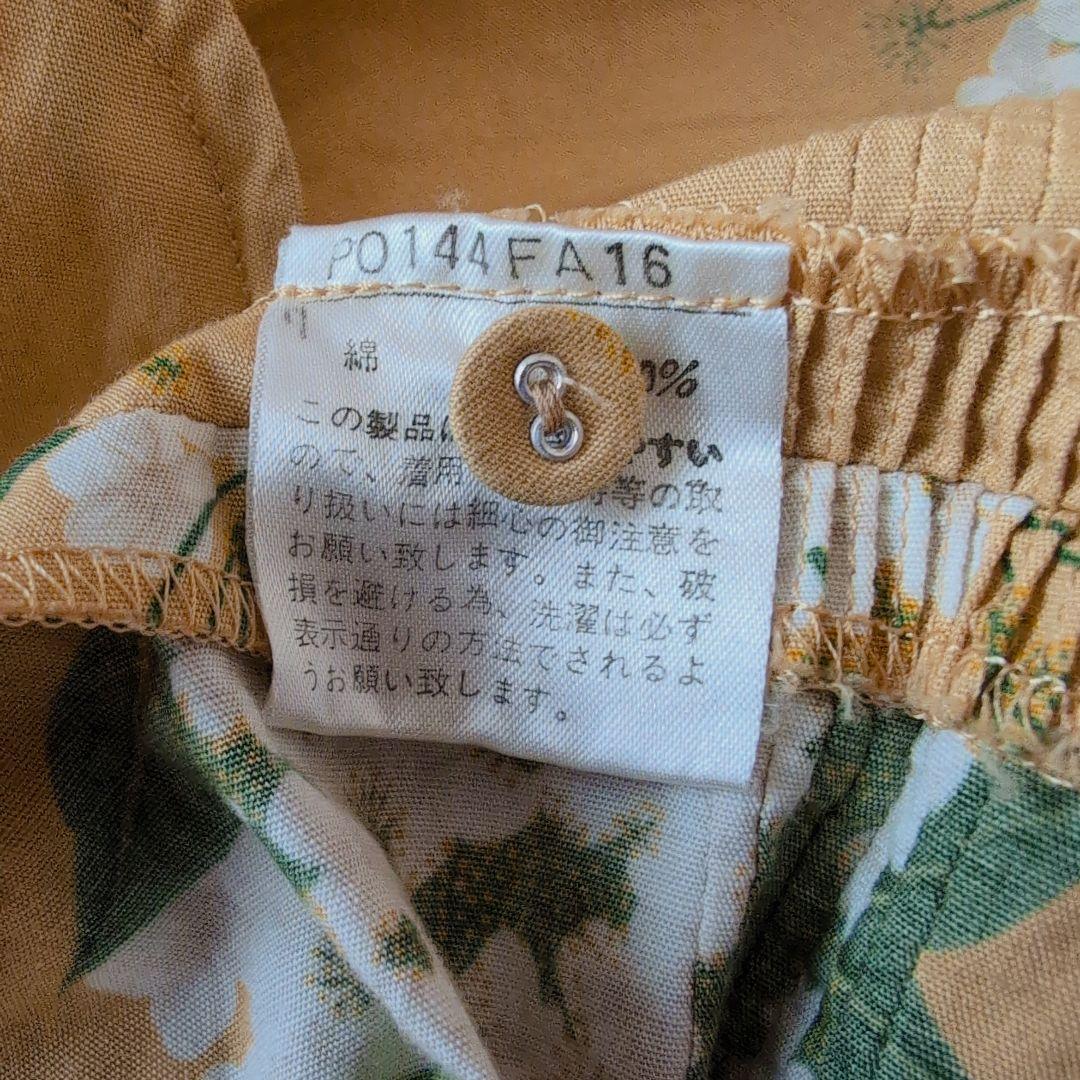 PO144FA16
綿 0%
この製品は やすい
ので、着用 等の取
り扱いには細心の御注意を
お願い致します。また、破
損を避ける為、洗濯は必ず
表示通りの方法でされるよ
うお願い致します。